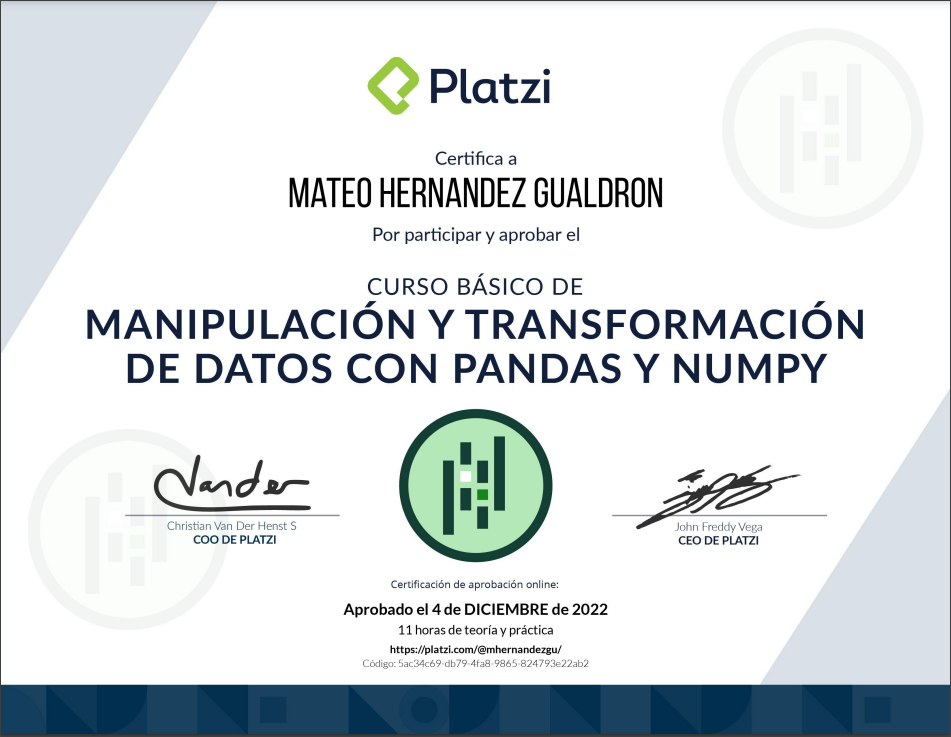 Platzi
Certifica a
MATEO HERNANDEZ GUALDRON
Por participar y aprobar el
CURSO BÁSICO DE
MANIPULACIÓN Y TRANSFORMACIÓN
DE DATOS CON PANDAS Y NUMPY
Vander
Christian Van Der Henst S
COO DE PLATZI
John Freddy Vega
CEO DE PLATZI
Certificación de aprobación online:
Aprobado el 4 de DICIEMBRE de 2022
11 horas de teoría y práctica
https://platzi.com/@mhernandezgu/
Código: 5ac34c69-db79-4fa8-9865-824793e22ab2